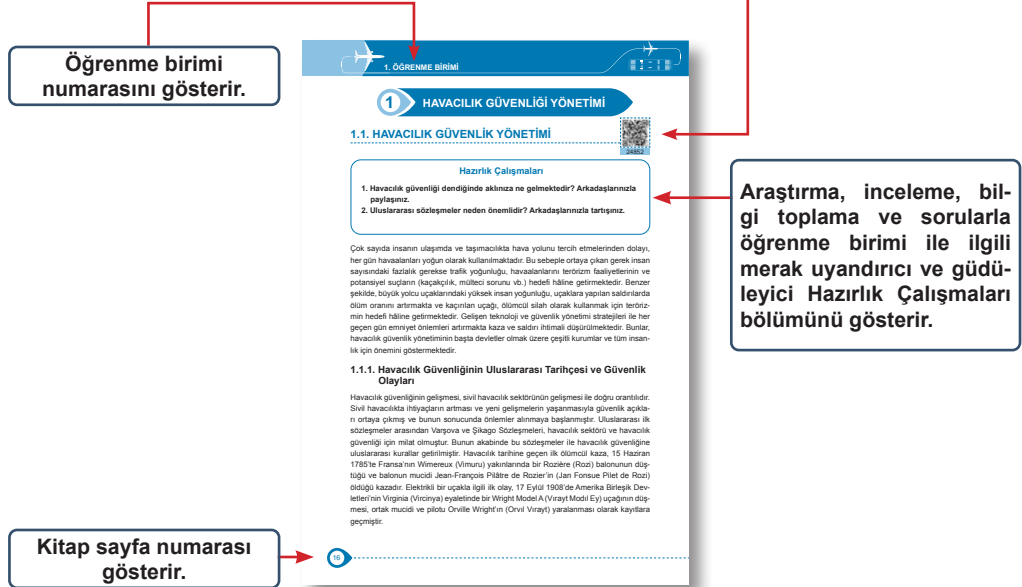 Öğrenme birimi
numarasını gösterir.
1. ÖĞRENME BİRİMİ
1 HAVACILIK GÜVENLİĞİ YÖNETİMİ
1.1. HAVACILIK GÜVENLİK YÖNETİMİ
24852
Hazırlık Çalışmaları
1. Havacılık güvenliği dendiğinde aklınıza ne gelmektedir? Arkadaşlarınızla
paylaşınız.
2. Uluslararası sözleşmeler neden önemlidir? Arkadaşlarınızla tartışınız.
Araştırma, inceleme, bil-
gi toplama ve sorularla
öğrenme birimi ile ilgili
merak uyandırıcı ve güdü-
leyici Hazırlık Çalışmaları
bölümünü gösterir.
Çok sayıda insanın ulaşımda ve taşımacılıkta hava yolunu tercih etmelerinden dolayı,
her gün havaalanları yoğun olarak kullanılmaktadır. Bu sebeple ortaya çıkan gerek insan
sayısındaki fazlalık gerekse trafik yoğunluğu, havaalanlarını terörizm faaliyetlerinin ve
potansiyel suçların (kaçakçılık, mülteci sorunu vb.) hedefi hâline getirmektedir. Benzer
şekilde, büyük yolcu uçaklarındaki yüksek insan yoğunluğu, uçaklara yapılan saldırılarda
ölüm oranını artırmakta ve kaçırılan uçağı, ölümcül silah olarak kullanmak için teröriz-
min hedefi hâline getirmektedir. Gelişen teknoloji ve güvenlik yönetimi stratejileri ile her
geçen gün emniyet önlemleri artırmakta kaza ve saldırı ihtimali düşürülmektedir. Bunlar,
havacılık güvenlik yönetiminin başta devletler olmak üzere çeşitli kurumlar ve tüm insan-
lık için önemini göstermektedir.
1.1.1. Havacılık Güvenliğinin Uluslararası Tarihçesi ve Güvenlik
Olayları
Havacılık güvenliğinin gelişmesi, sivil havacılık sektörünün gelişmesi ile doğru orantılıdır.
Sivil havacılıkta ihtiyaçların artması ve yeni gelişmelerin yaşanmasıyla güvenlik açıkla-
rı ortaya çıkmış ve bunun sonucunda önlemler alınmaya başlanmıştır. Uluslararası ilk
sözleşmeler arasından Varşova ve Şikago Sözleşmeleri, havacılık sektörü ve havacılık
güvenliği için milat olmuştur. Bunun akabinde bu sözleşmeler ile havacılık güvenliğine
uluslararası kurallar getirilmiştir. Havacılık tarihine geçen ilk ölümcül kaza, 15 Haziran
1785'te Fransa'nın Wimereux (Vimuru) yakınlarında bir Rozière (Rozi) balonunun düş-
tüğü ve balonun mucidi Jean-François Pilâtre de Rozier'in (Jan Fonsue Pilet de Rozi)
öldüğü kazadır. Elektrikli bir uçakla ilgili ilk olay, 17 Eylül 1908'de Amerika Birleşik Dev-
letleri'nin Virginia (Vircinya) eyaletinde bir Wright Model A (Vırayt Modıl Ey) uçağının düş-
mesi, ortak mucidi ve pilotu Orville Wright'ın (Orvıl Vırayt) yaralanması olarak kayıtlara
geçmiştir.
Kitap sayfa numarası
gösterir.
16